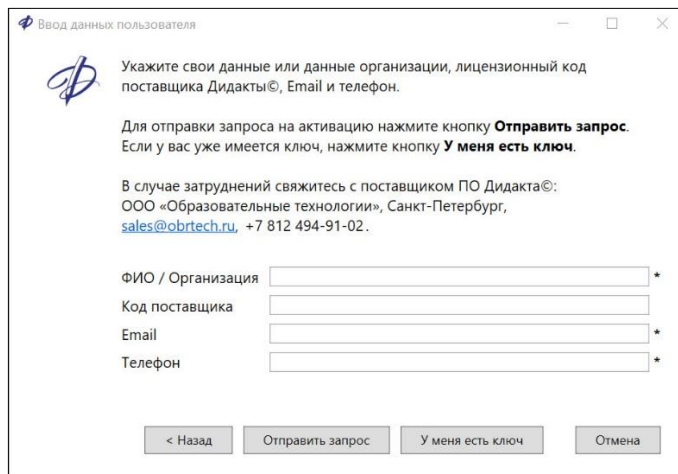 Ввод данных пользователя
Укажите свои данные или данные организации, лицензионный код
поставщика Дидакты©, Email и телефон.
Для отправки запроса на активацию нажмите кнопку Отправить запрос.
Если у вас уже имеется ключ, нажмите кнопку У меня есть ключ.
В случае затруднений свяжитесь с поставщиком ПО Дидакта©:
ООО «Образовательные технологии», Санкт-Петербург,
sales@obrtech.ru, +7 812 494-91-02.
ФИО / Организация *
Код поставщика
Email *
Телефон *
< Назад Отправить запрос У меня есть ключ Отмена